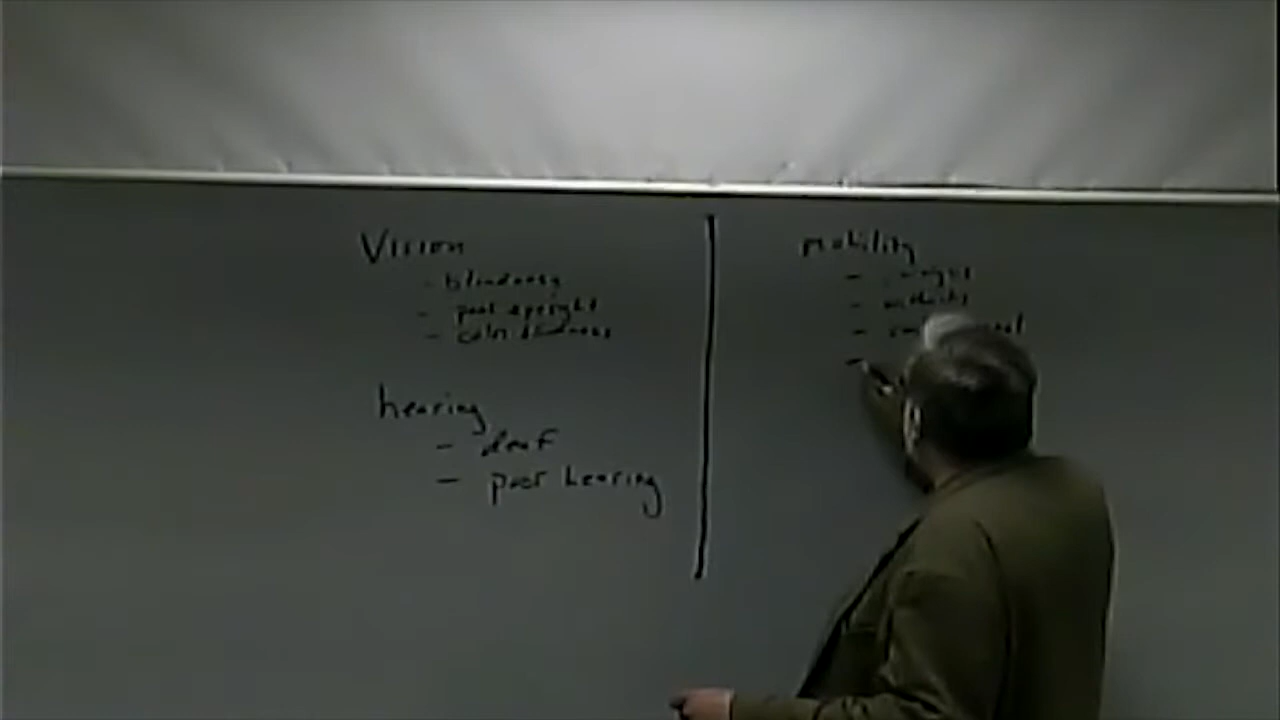 Vision
- blindness
- poor eyesight
- color blindness
hearing
- deaf
- poor hearing
mobility
-
-
-
-